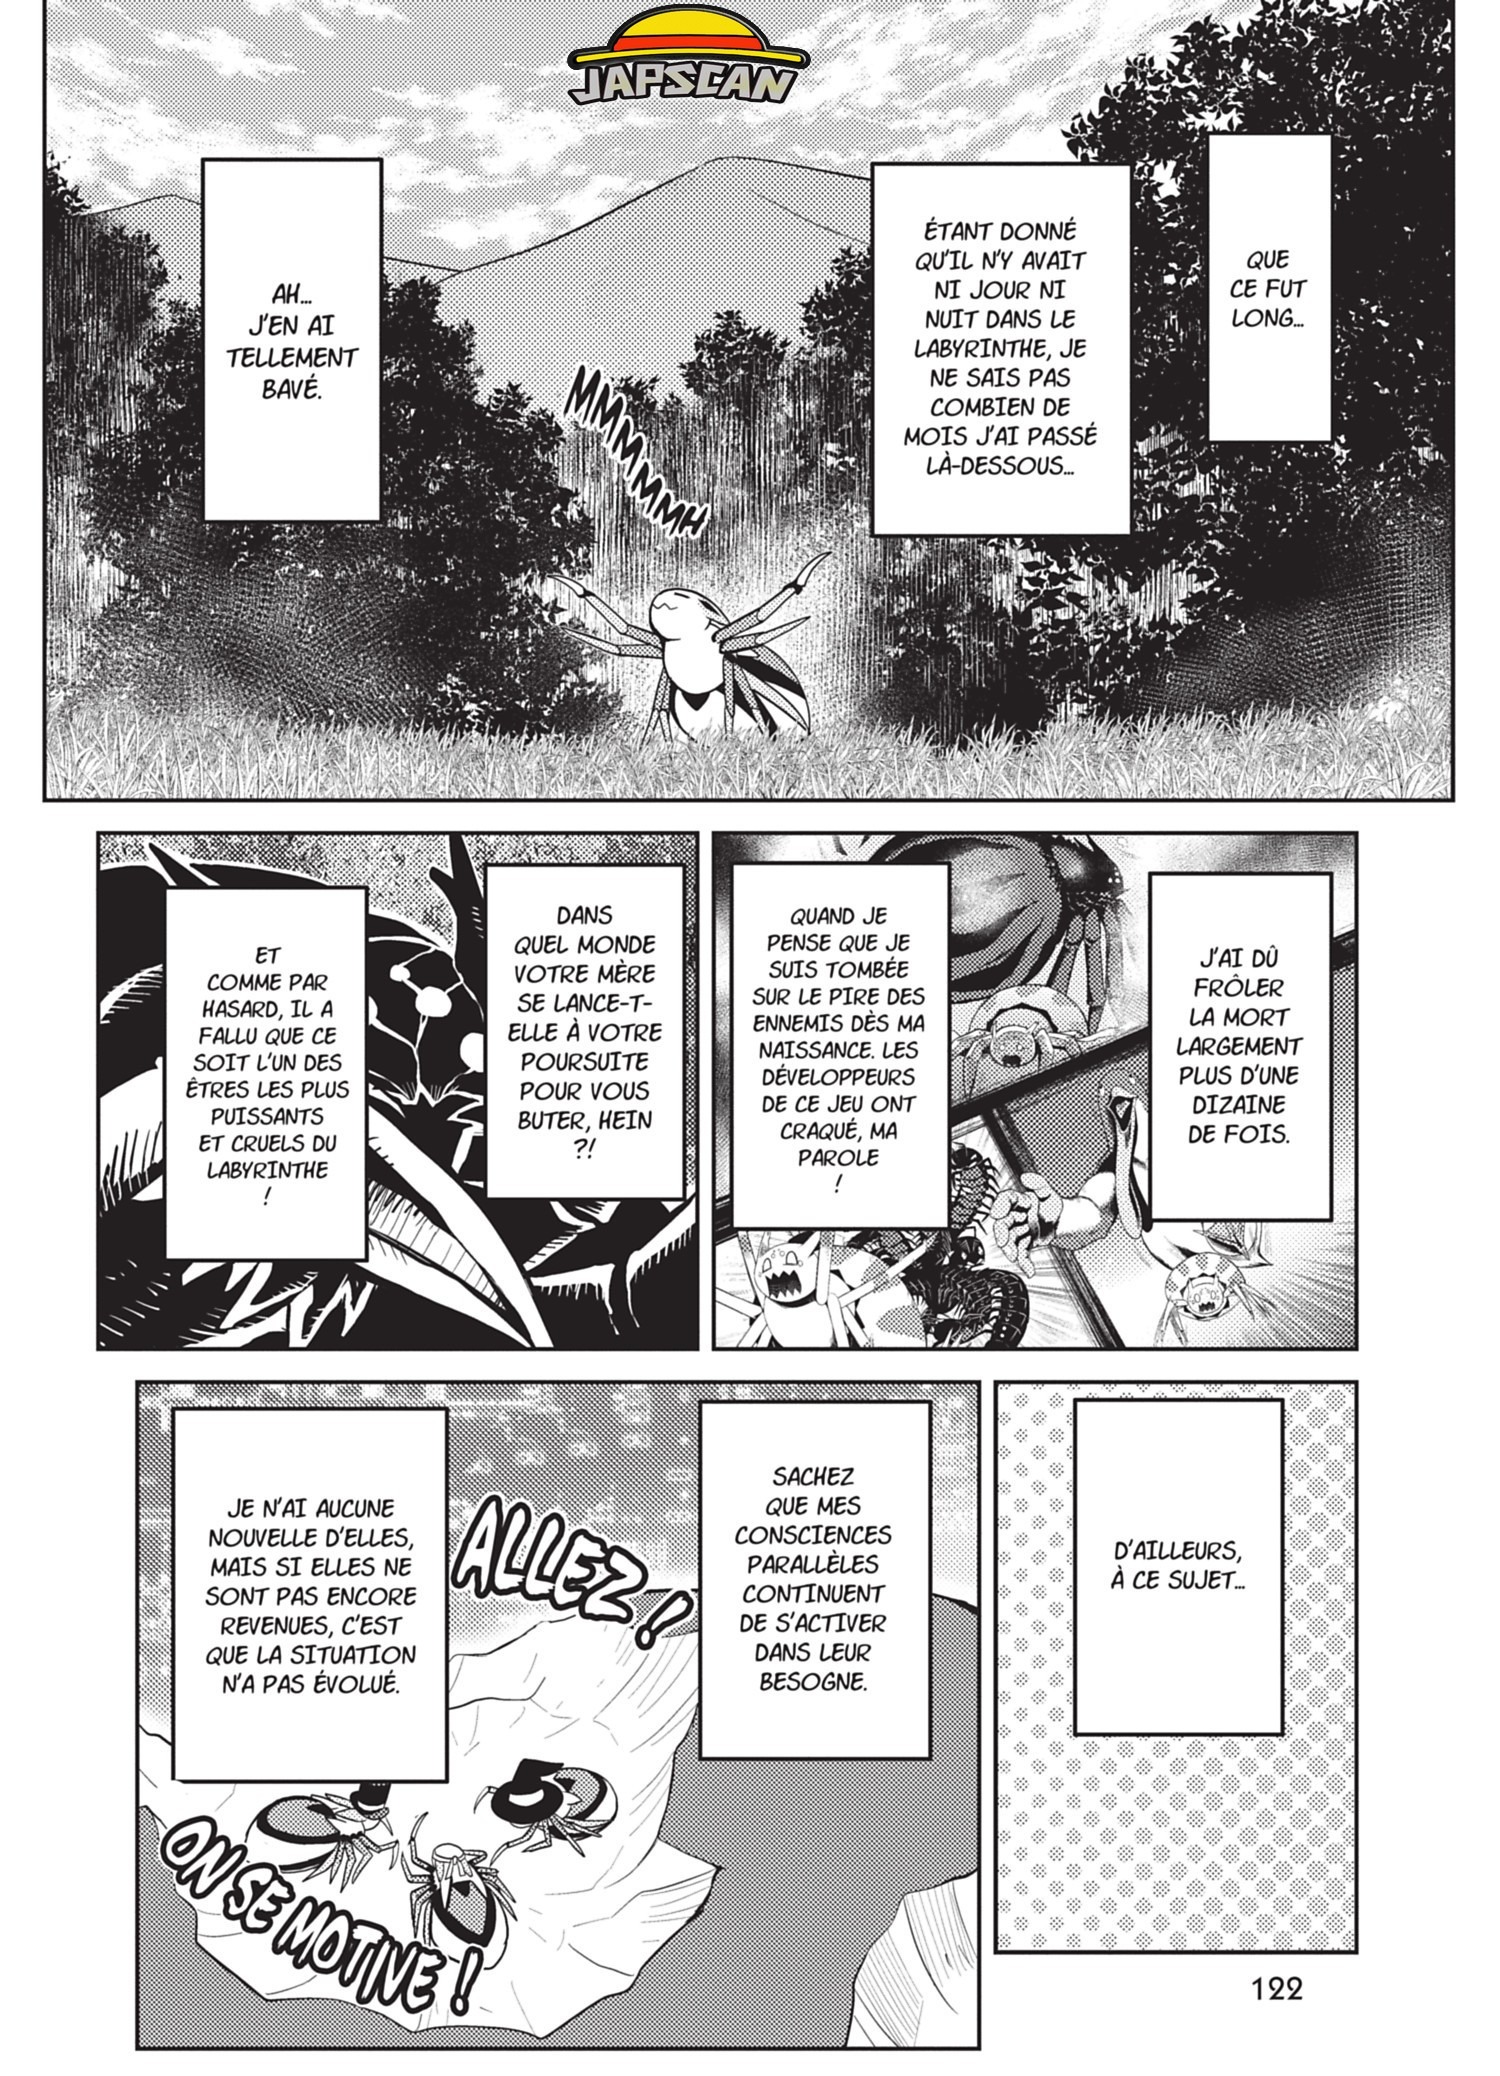 JAPSCAN
QUE
CE FUT
LONG...
ÉTANT DONNÉ
QU'IL N'Y AVAIT
NI JOUR NI
NUIT DANS LE
LABYRINTHE, JE
NE SAIS PAS
COMBIEN DE
MOIS J'AI PASSÉ
LÀ-DESSOUS...
MMMMMMH
AH...
J'EN AI
TELLEMENT
BAVÉ.
J'AI DÛ
FRÔLER
LA MORT
LARGEMENT
PLUS D'UNE
DIZAINE
DE FOIS.
QUAND JE
PENSE QUE JE
SUIS TOMBÉE
SUR LE PIRE DES
ENNEMIS DÈS MA
NAISSANCE. LES
DÉVELOPPEURS
DE CE JEU ONT
CRAQUÉ, MA
PAROLE
!
DANS
QUEL MONDE
VOTRE MÈRE
SE LANCE-T-
ELLE À VOTRE
POURSUITE
POUR VOUS
BUTER, HEIN
?!
ET
COMME PAR
HASARD, IL A
FALLU QUE CE
SOIT L'UN DES
ÊTRES LES PLUS
PUISSANTS
ET CRUELS DU
LABYRINTHE
!
D'AILLEURS,
À CE SUJET...
SACHEZ
QUE MES
CONSCIENCES
PARALLÈLES
CONTINUENT
DE S'ACTIVER
DANS LEUR
BESOGNE.
ALLEZ !
JE N'AI AUCUNE
NOUVELLE D'ELLES,
MAIS SI ELLES NE
SONT PAS ENCORE
REVENUES, C'EST
QUE LA SITUATION
N'A PAS ÉVOLUÉ.
ON SE MOTIVE !
122